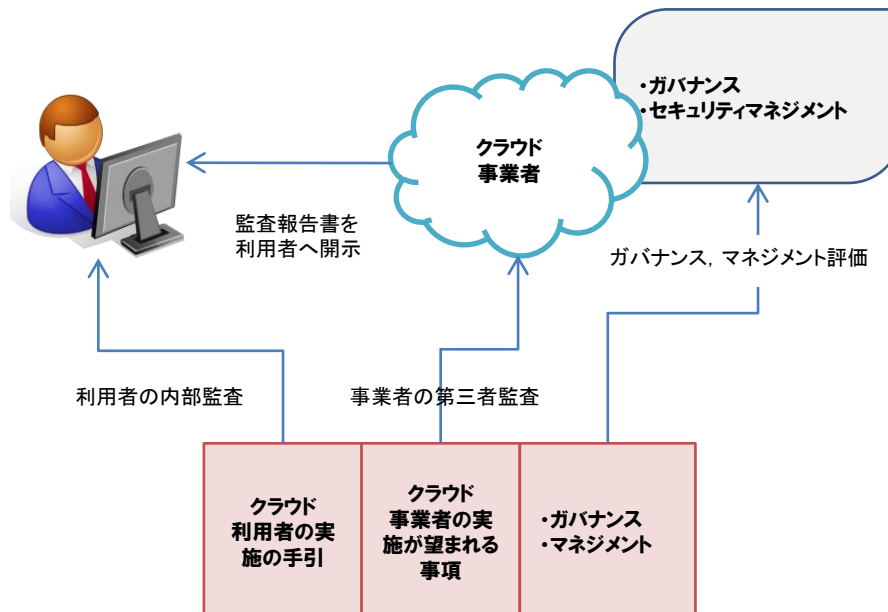 ・ガバナンス
・セキュリティマネジメント
クラウド
事業者
監査報告書を
利用者へ開示
ガバナンス，マネジメント評価
利用者の内部監査
事業者の第三者監査
クラウド
利用者の実
施の手引
クラウド
事業者の実
施が望まれる
事項
・ガバナンス
・マネジメント